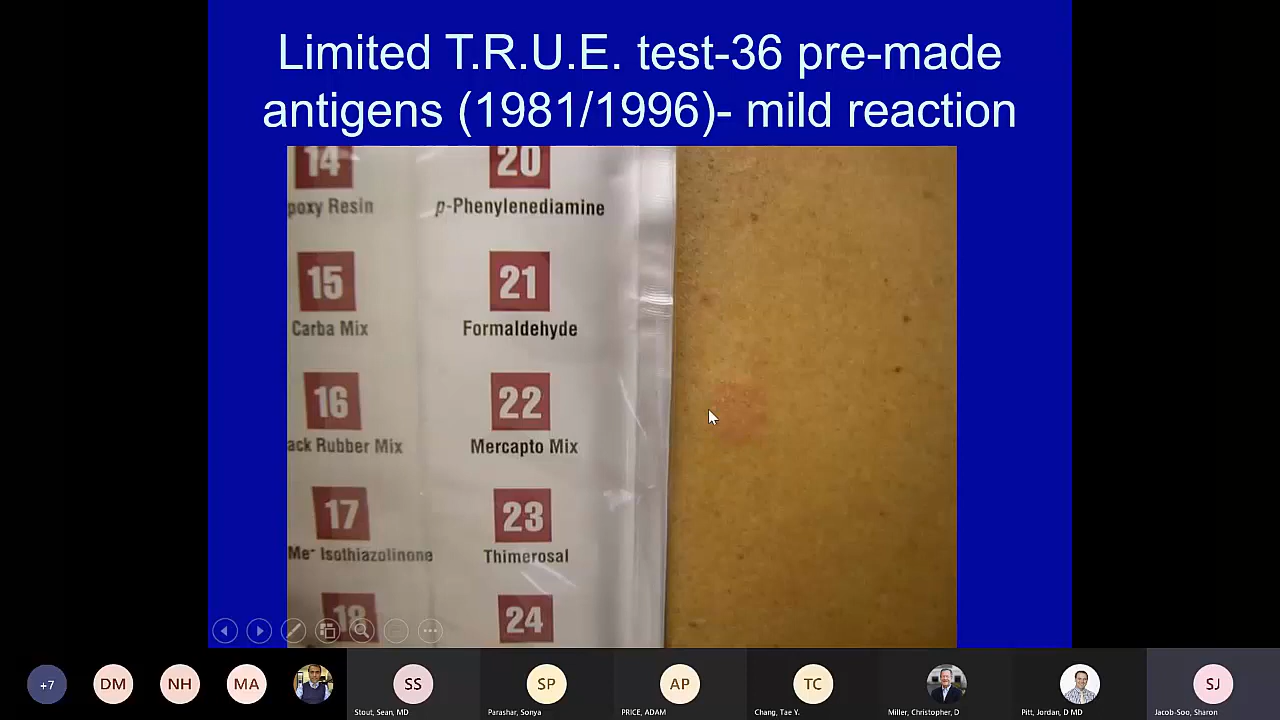 Limited T.R.U.E. test-36 pre-made
antigens (1981/1996)- mild reaction
14
20
poxy Resin
p-Phenylenediamine
15
21
Carba Mix
Formaldehyde
16
22
ack Rubber Mix
Mercapto Mix
17
23
Me- Isothiazolinone
Thimerosal
18
24
+7
DM
NH
MA
SS
SP
AP
TC
SJ
Stout, Sean, MD
Parashar, Sonya
PRICE, ADAM
Chang, Tae Y.
Miller, Christopher, D
Pitt, Jordan, D MD
Jacob-Soo, Sharon